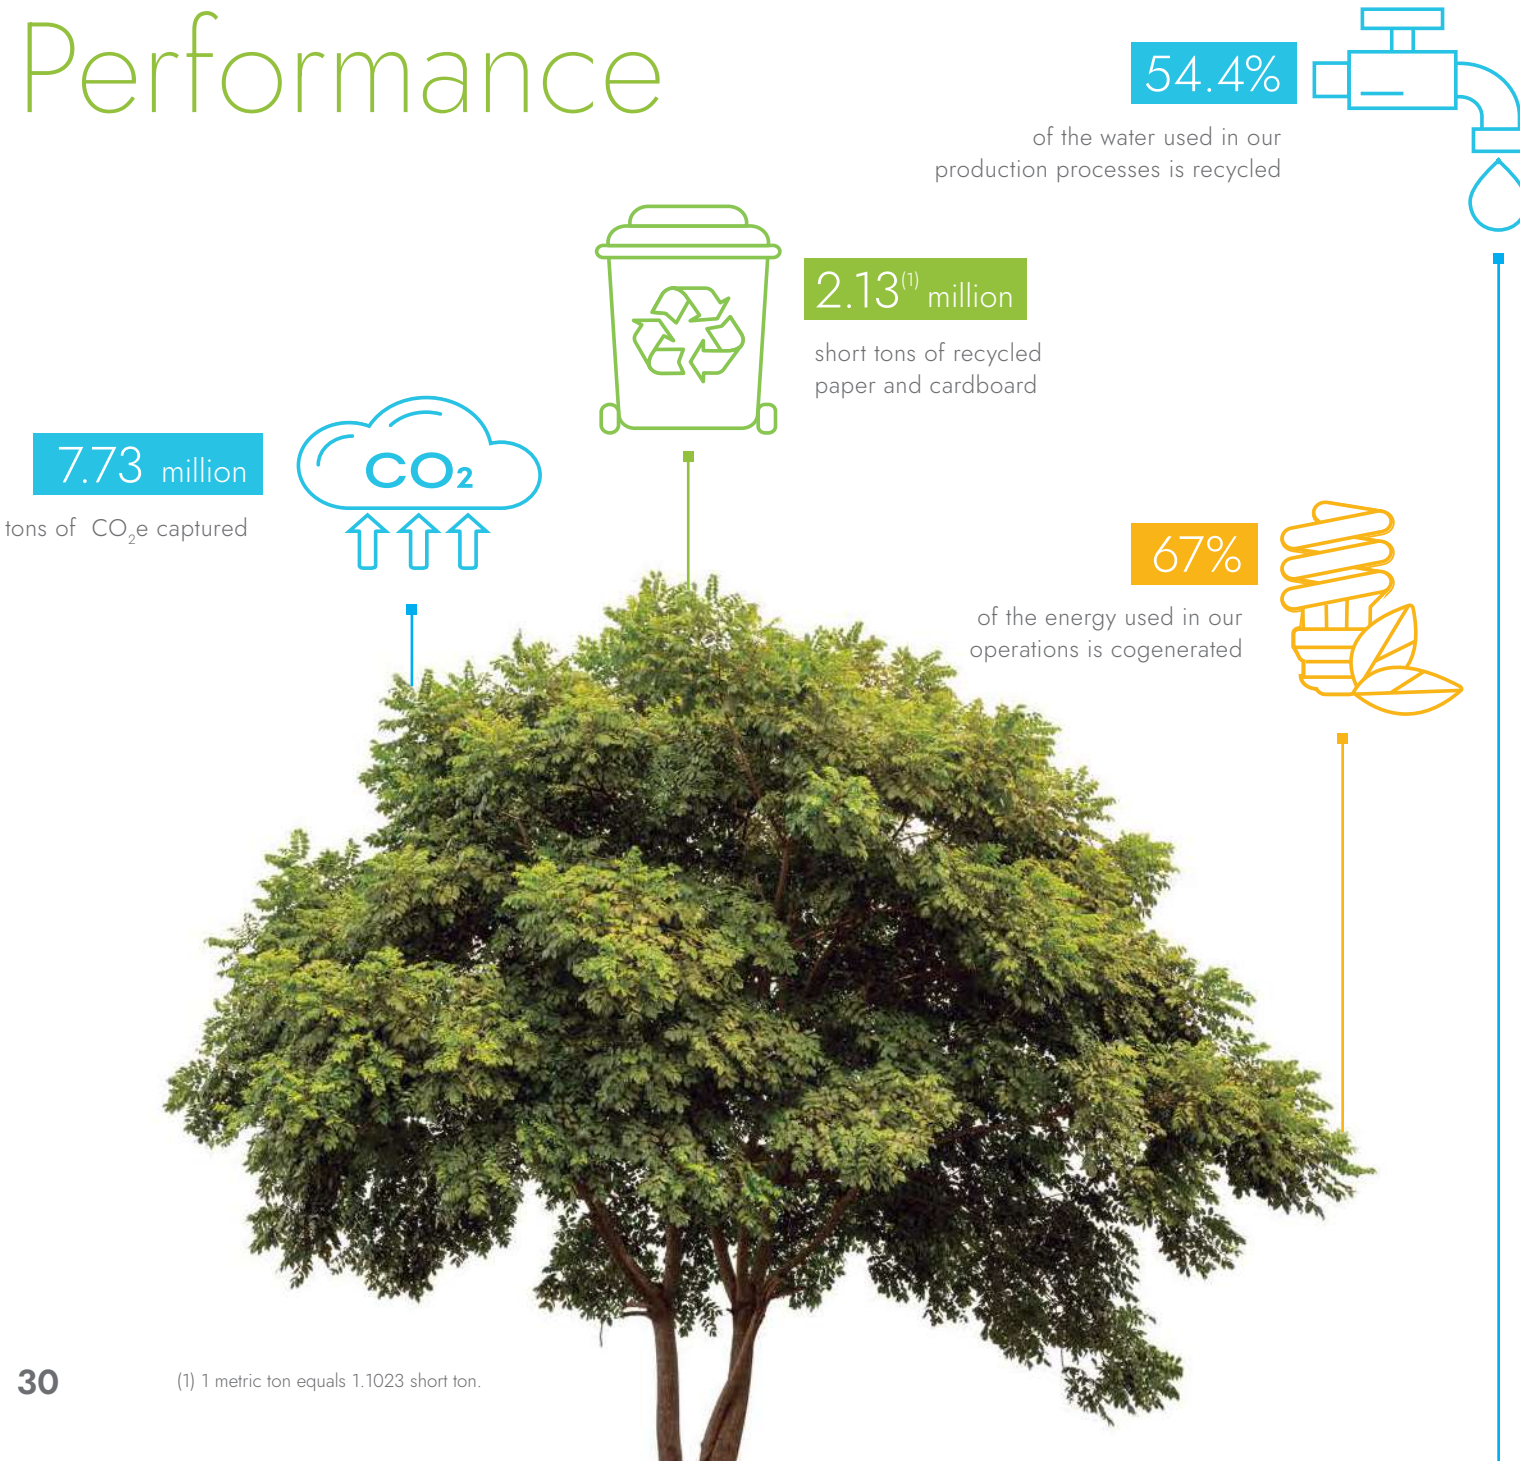 Performance
54.4%
of the water used in our
production processes is recycled
2.13(1) million
short tons of recycled
paper and cardboard
7.73 million
tons of CO2e captured
CO2
67%
of the energy used in our
operations is cogenerated
30
(1) 1 metric ton equals 1.1023 short ton.